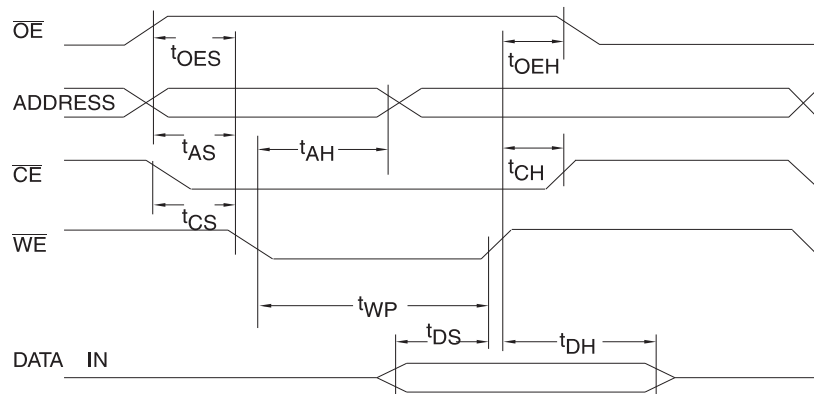 OE
tOES
tOEH
ADDRESS
tAS
tAH
tCH
CE
tCS
WE
tWP
tDS
tDH
DATA IN